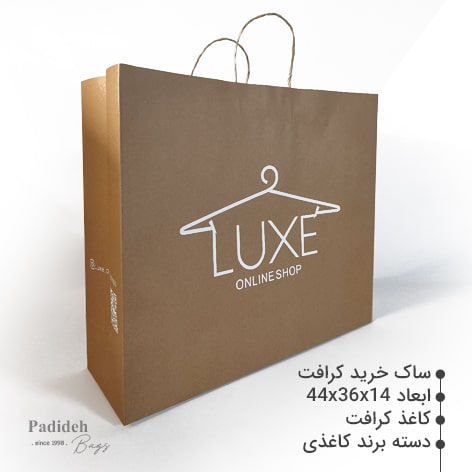 LUXE
ONLINE SHOP
ساک خرید کرافت
ابعاد 44x36x14
کاغذ کرافت
دسته برند کاغذی
Padideh
. since 1998 .
Bags